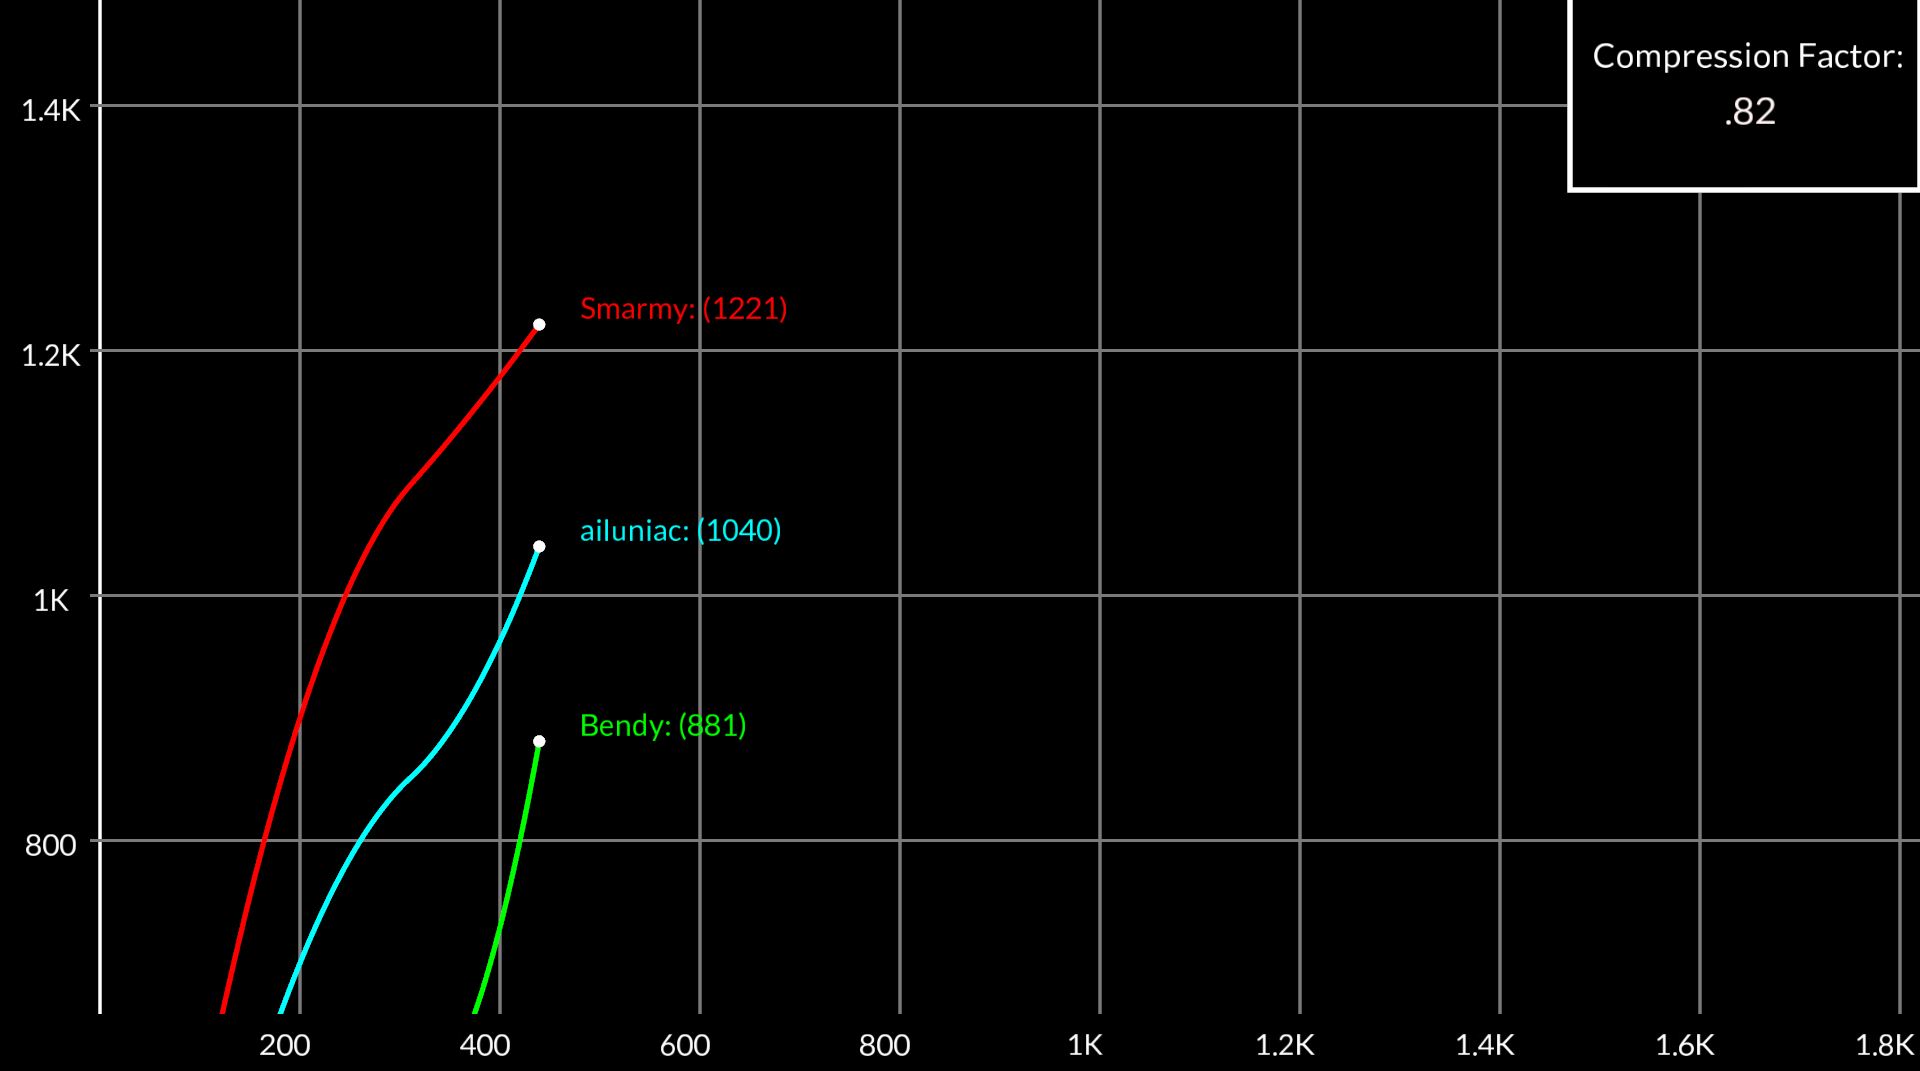 Compression Factor:
.82
1.4K
Smarmy: (1221)
1.2K
ailuniac: (1040)
1K
Bendy: (881)
800
200 400 600 800 1K 1.2K 1.4K 1.6K 1.8K